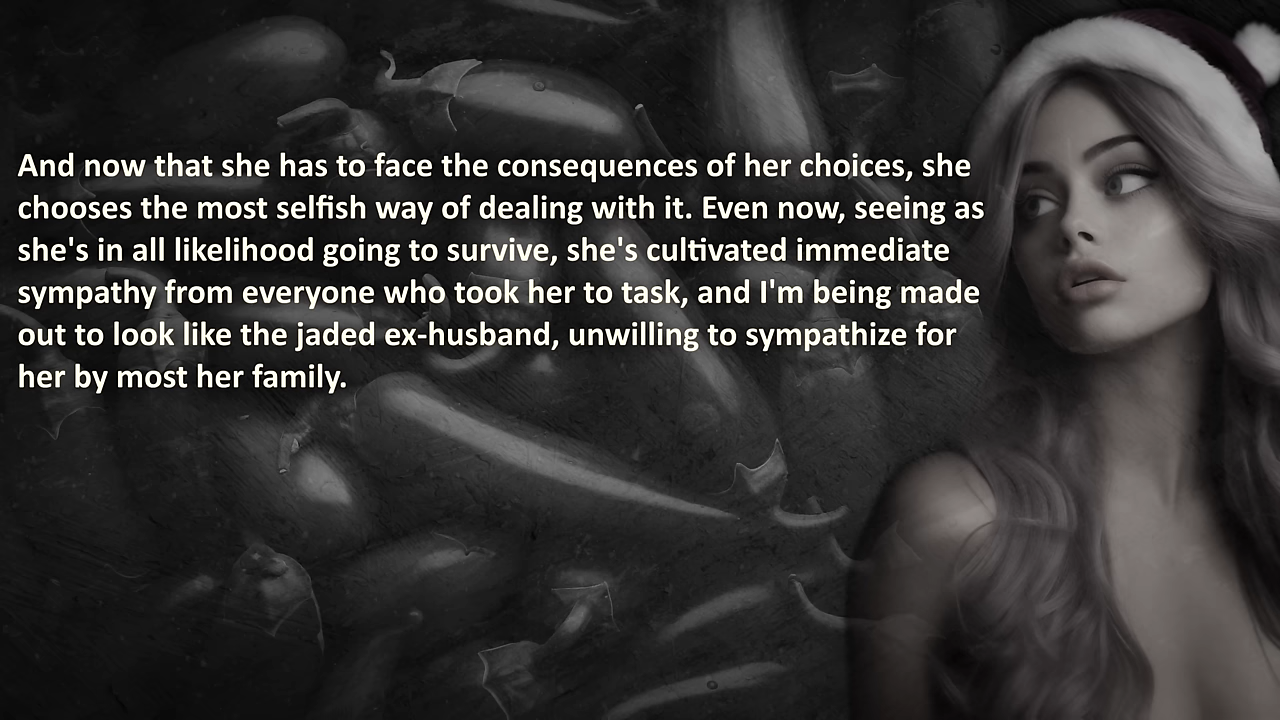 And now that she has to face the consequences of her choices, she
chooses the most selfish way of dealing with it. Even now, seeing as
she's in all likelihood going to survive, she's cultivated immediate
sympathy from everyone who took her to task, and I'm being made
out to look like the jaded ex-husband, unwilling to sympathize for
her by most her family.